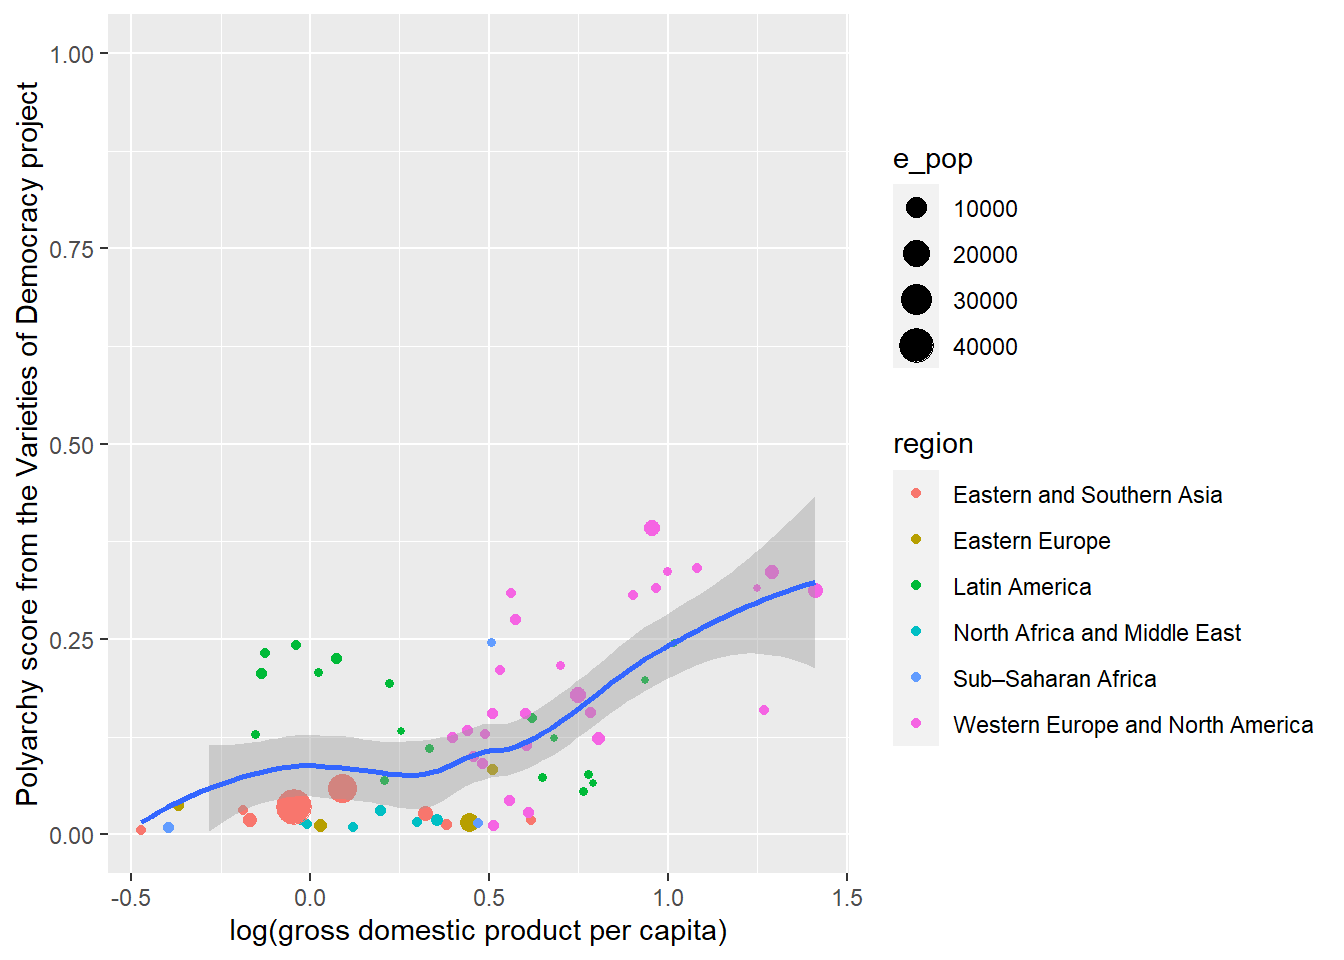 Polyarchy score from the Varieties of Democracy project
1.00
0.75
0.50
0.25
0.00
-0.5 0.0 0.5 1.0 1.5
log(gross domestic product per capita)
e_pop
10000
20000
30000
40000
region
Eastern and Southern Asia
Eastern Europe
Latin America
North Africa and Middle East
Sub–Saharan Africa
Western Europe and North America